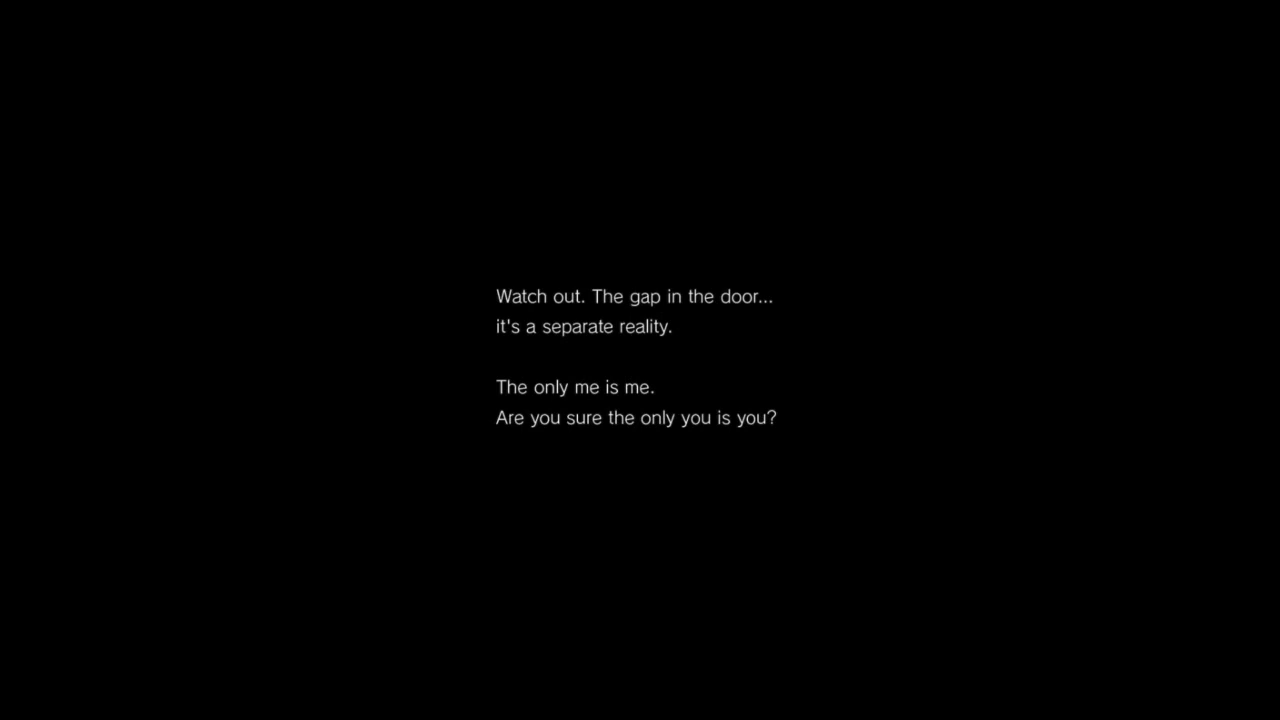 Watch out. The gap in the door...
it's a separate reality.
The only me is me.
Are you sure the only you is you?